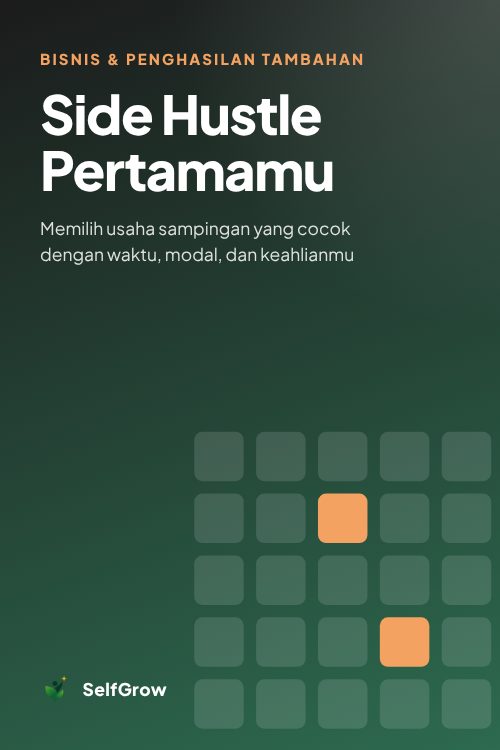 BISNIS & PENGHASILAN TAMBAHAN
Side Hustle
Pertamamu
Memilih usaha sampingan yang cocok
dengan waktu, modal, dan keahlianmu
SelfGrow